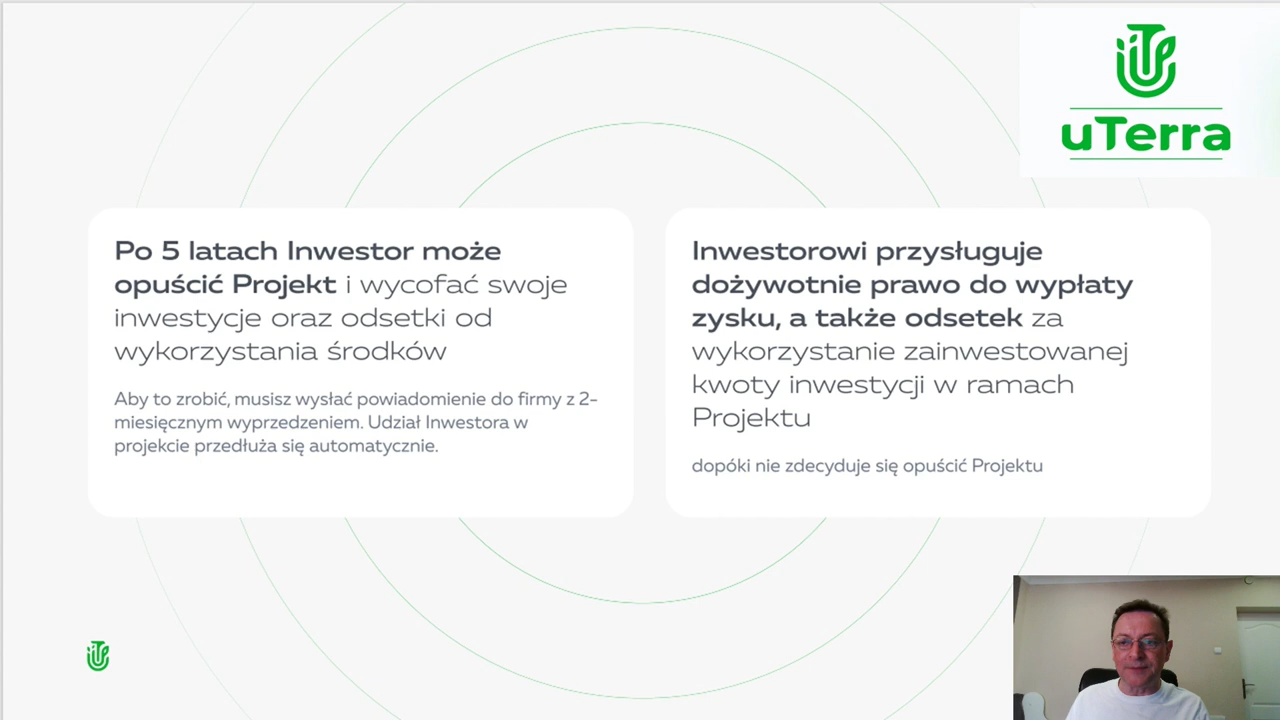 uTerra
Po 5 latach Inwestor może
opuścić Projekt i wycofać swoje
inwestycje oraz odsetki od
wykorzystania środków
Aby to zrobić, musisz wysłać powiadomienie do firmy z 2-
miesięcznym wyprzedzeniem. Udział Inwestora w
projekcie przedłuża się automatycznie.
Inwestorowi przysługuje
dożywotnie prawo do wypłaty
zysku, a także odsetek za
wykorzystanie zainwestowanej
kwoty inwestycji w ramach
Projektu
dopóki nie zdecyduje się opuścić Projektu